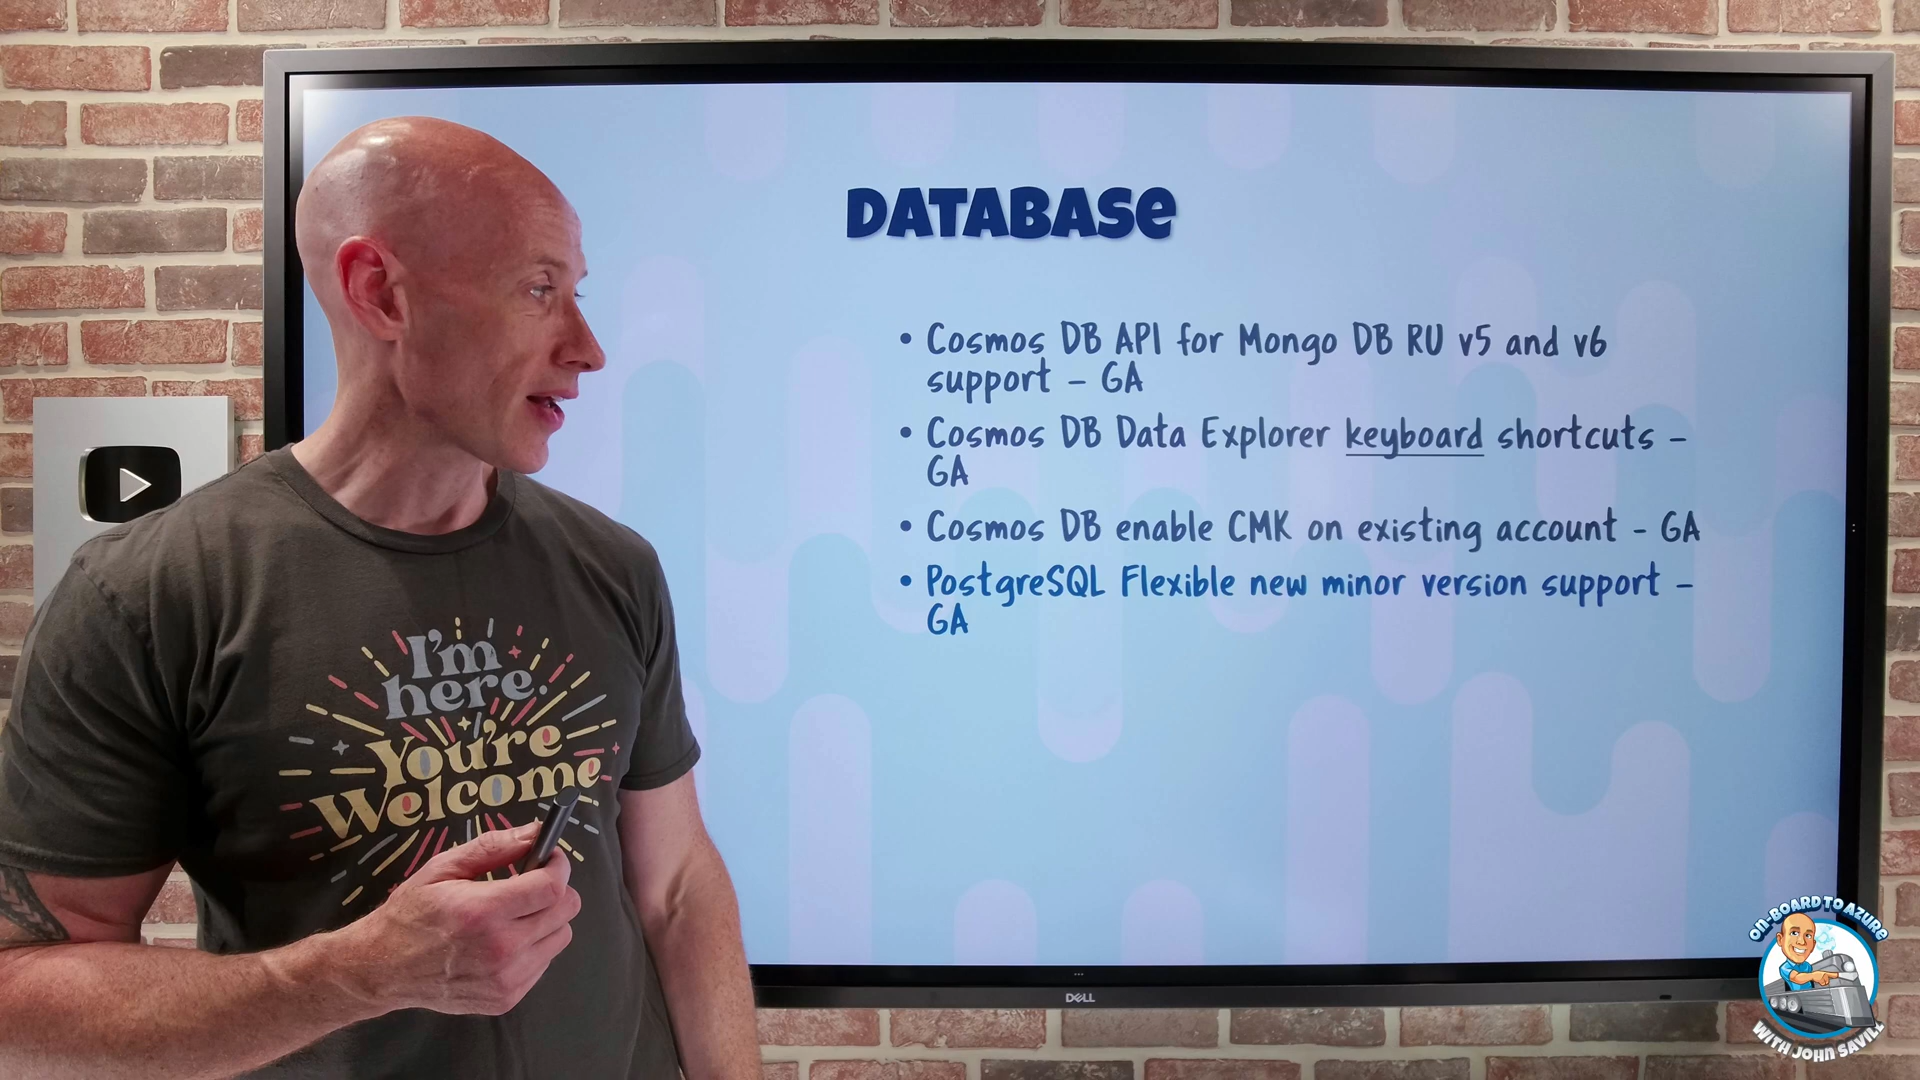 DATABASE
• Cosmos DB API for Mongo DB RU v5 and v6
support – GA
• Cosmos DB Data Explorer keyboard shortcuts –
GA
• Cosmos DB enable CMK on existing account - GA
• PostgreSQL Flexible new minor version support –
GA
I'm
here.
You're
Welcome
DELL
ON-BOARD TO AZURE
WITH JOHN SAVILL